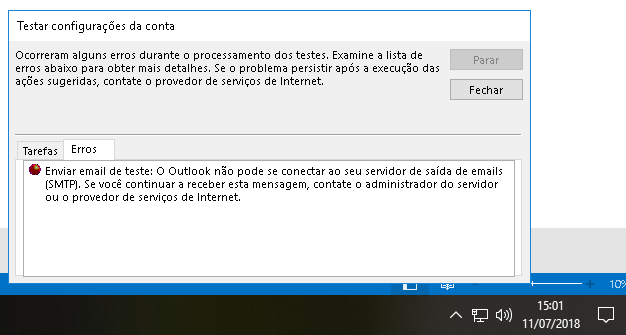 Testar configurações da conta
Ocorreram alguns erros durante o processamento dos testes. Examine a lista de
erros abaixo para obter mais detalhes. Se o problema persistir após a execução das
ações sugeridas, contate o provedor de serviços de Internet.
Parar
Fechar
Tarefas
Erros
Enviar email de teste: O Outlook não pode se conectar ao seu servidor de saída de emails
(SMTP). Se você continuar a receber esta mensagem, contate o administrador do servidor
ou o provedor de serviços de Internet.
10%
15:01
11/07/2018